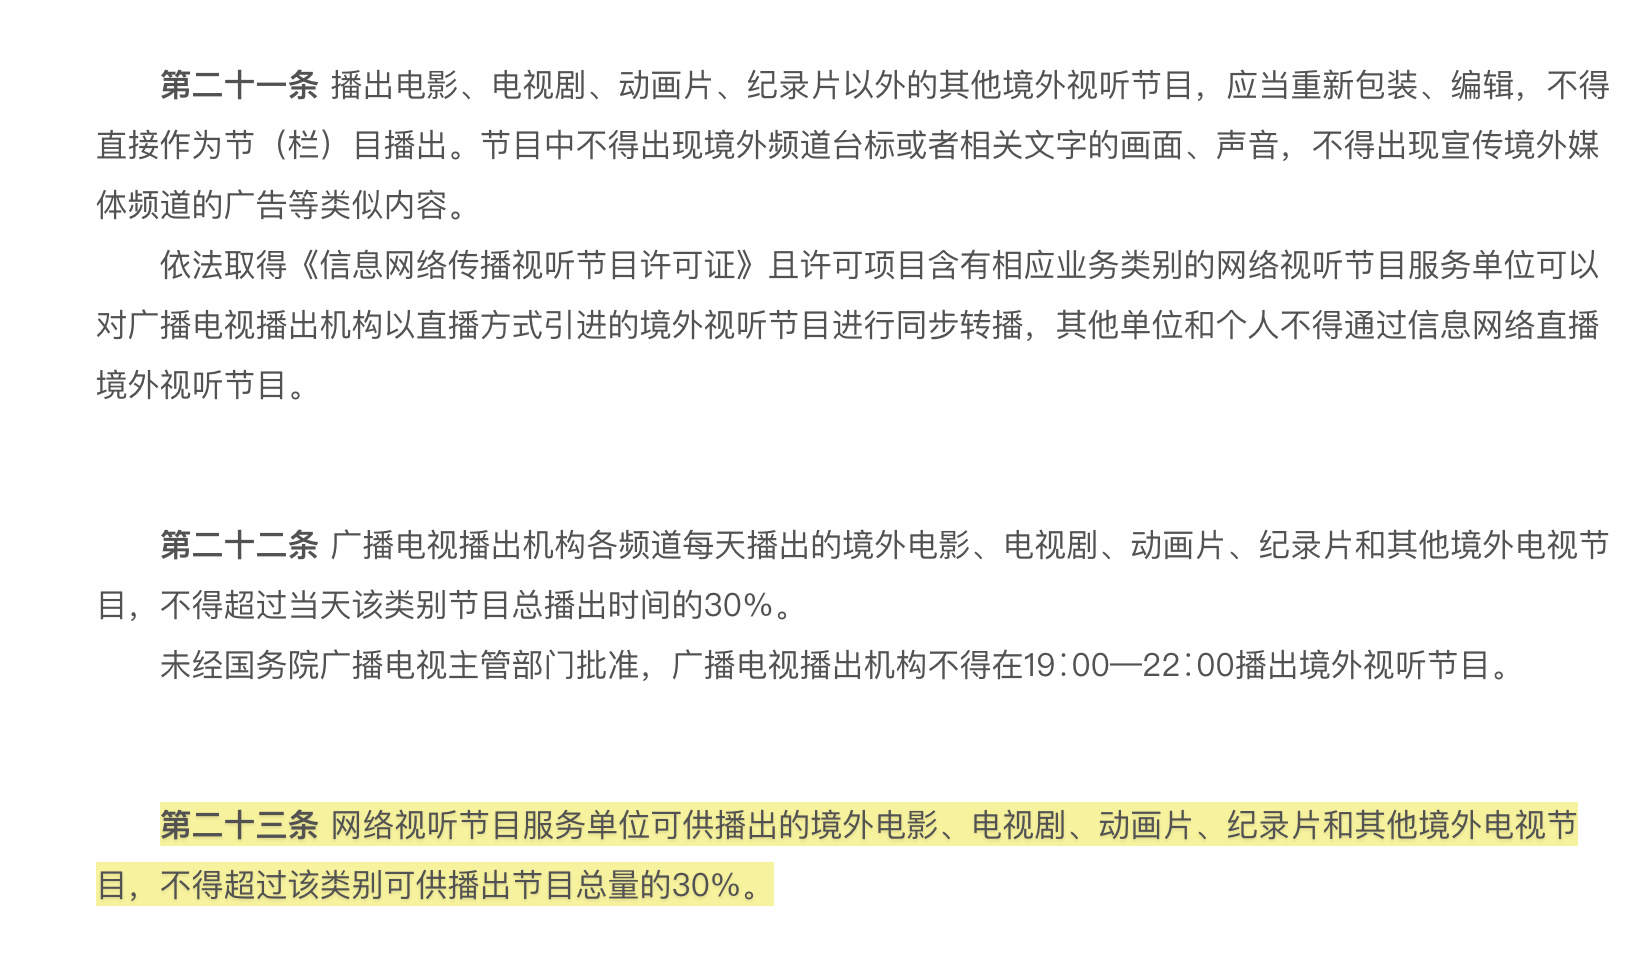 第二十一条 播出电影、电视剧、动画片、纪录片以外的其他境外视听节目，应当重新包装、编辑，不得
直接作为节（栏）目播出。节目中不得出现境外频道台标或者相关文字的画面、声音，不得出现宣传境外媒
体频道的广告等类似内容。
依法取得《信息网络传播视听节目许可证》且许可项目含有相应业务类别的网络视听节目服务单位可以
对广播电视播出机构以直播方式引进的境外视听节目进行同步转播，其他单位和个人不得通过信息网络直播
境外视听节目。
第二十二条 广播电视播出机构各频道每天播出的境外电影、电视剧、动画片、纪录片和其他境外电视节
目，不得超过当天该类别节目总播出时间的30%。
未经国务院广播电视主管部门批准，广播电视播出机构不得在19:00—22:00播出境外视听节目。
第二十三条 网络视听节目服务单位可供播出的境外电影、电视剧、动画片、纪录片和其他境外电视节
目，不得超过该类别可供播出节目总量的30%。